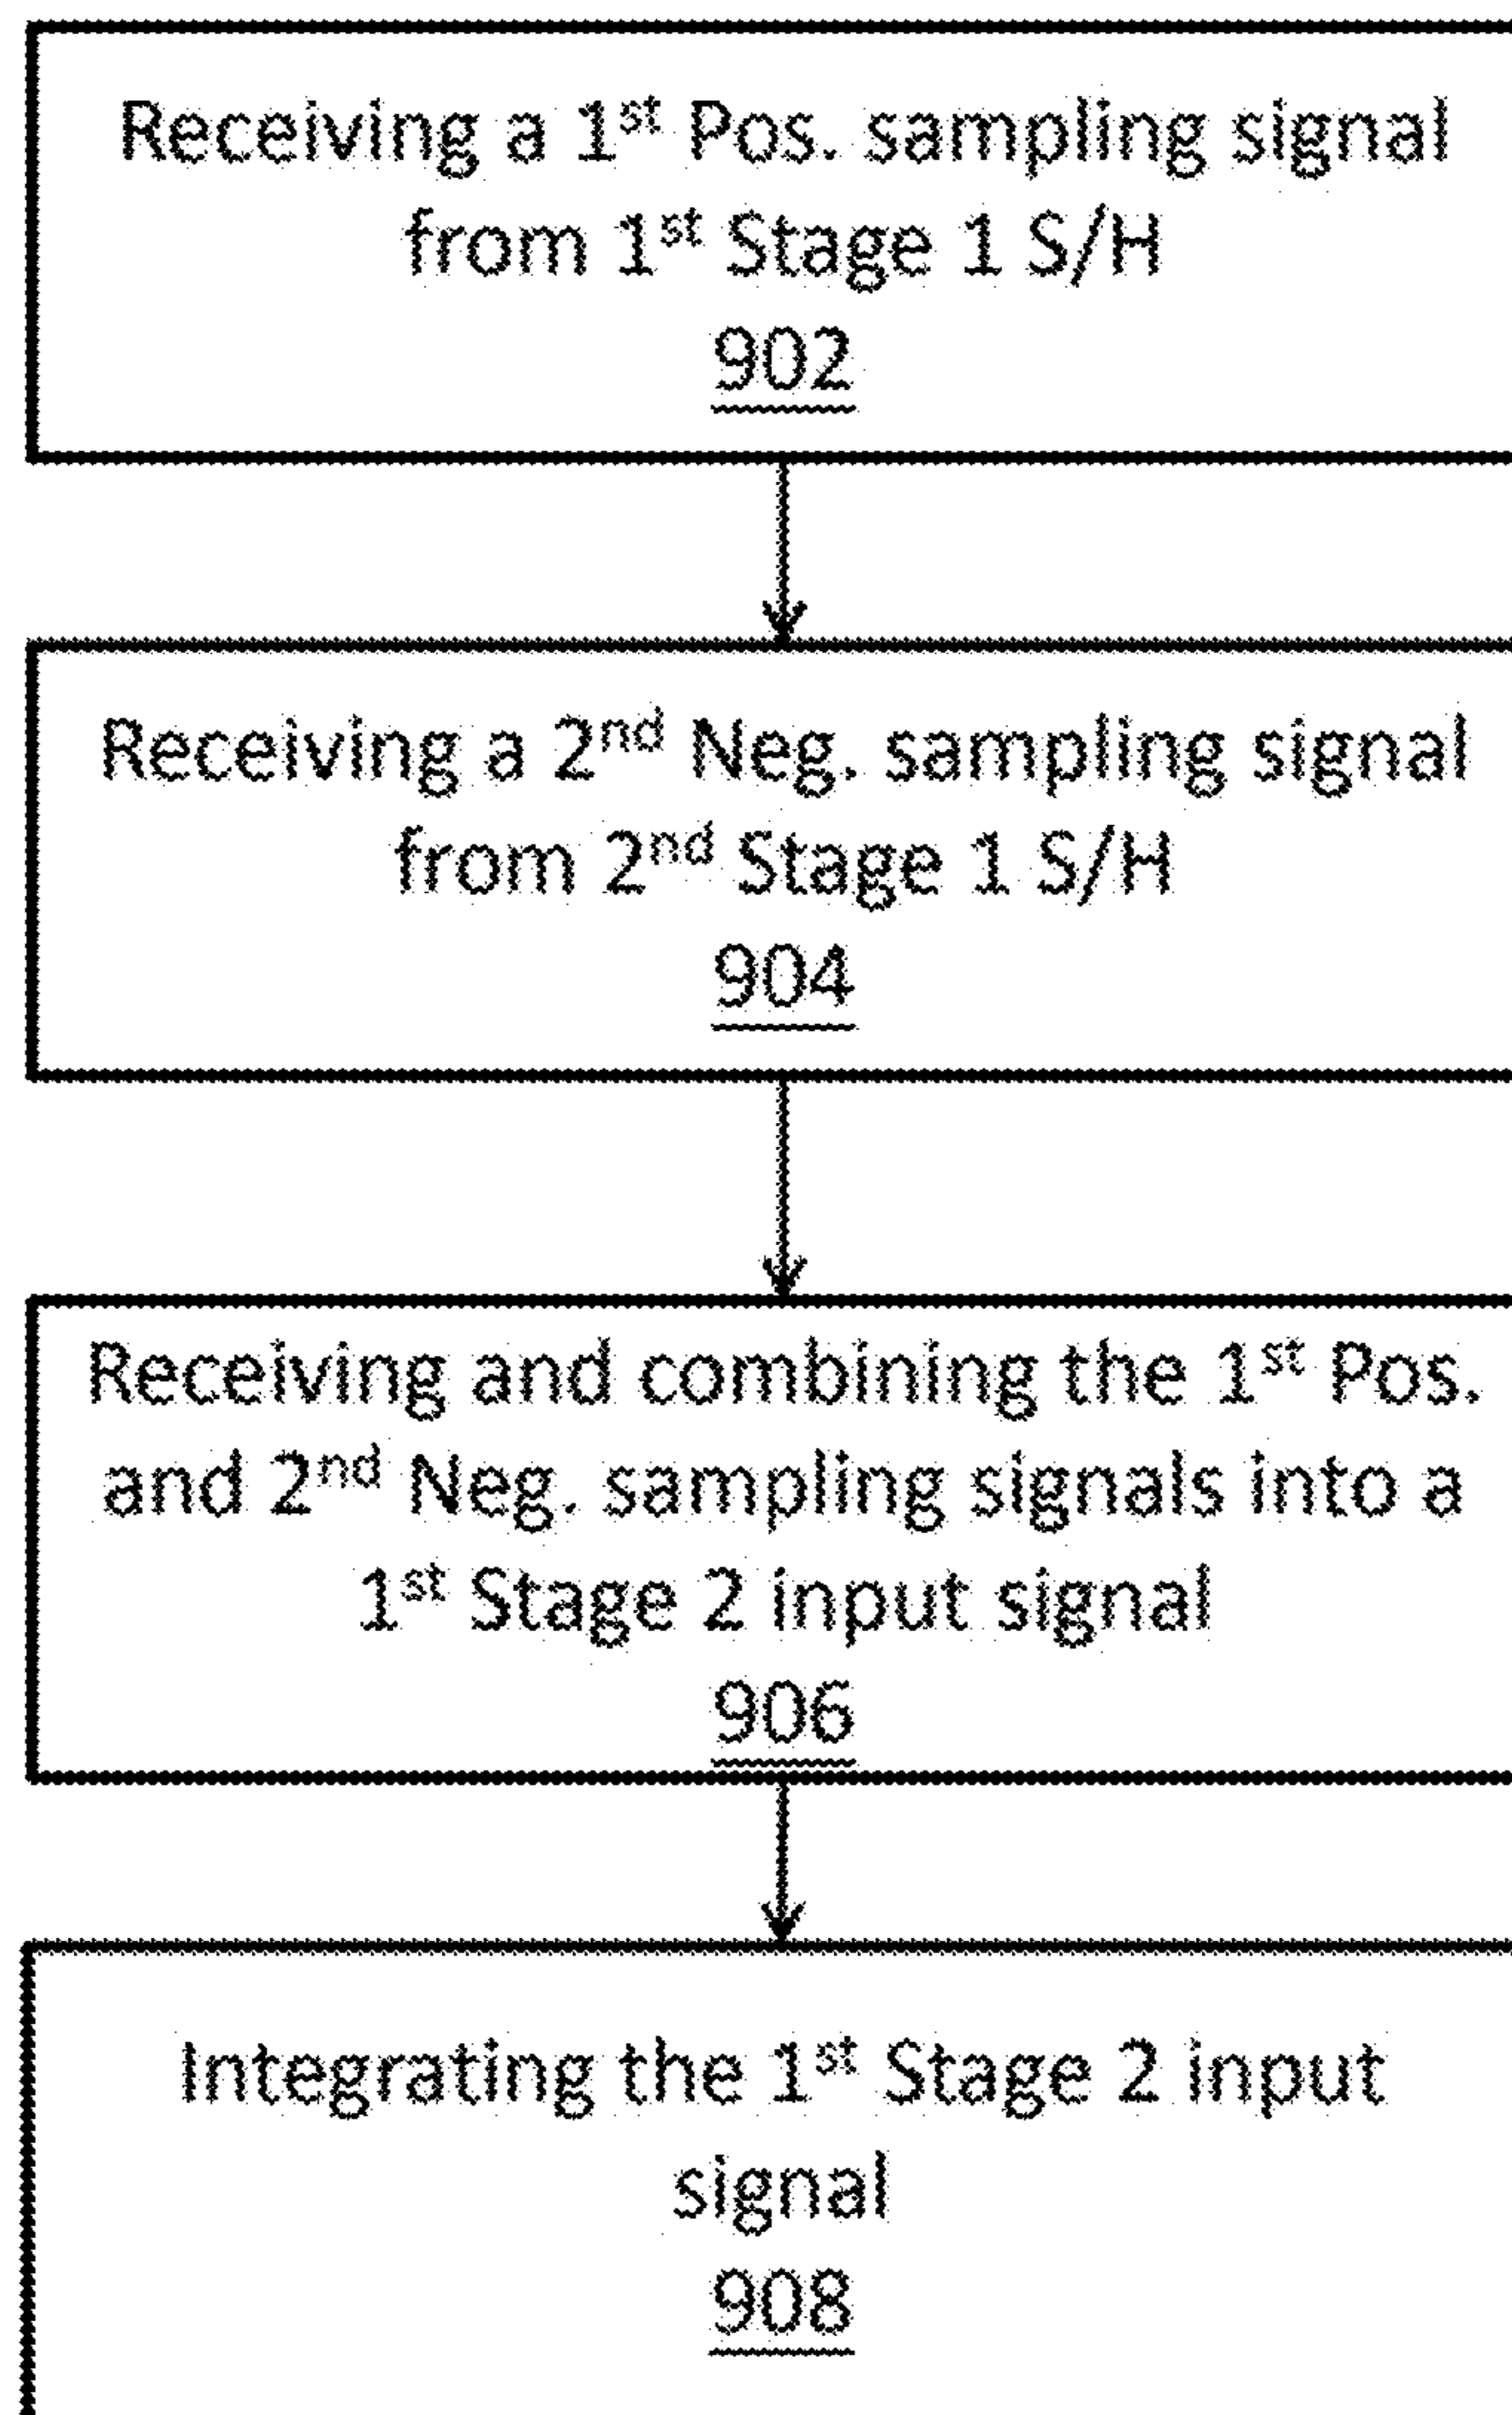 Receiving a 1st Pos. sampling signal
from 1st Stage 1 S/H
902
Receiving a 2nd Neg. sampling signal
from 2nd Stage 1 S/H
904
Receiving and combining the 1st Pos.
and 2nd Neg. sampling signals into a
1st Stage 2 input signal
906
Integrating the 1st Stage 2 input
signal
908